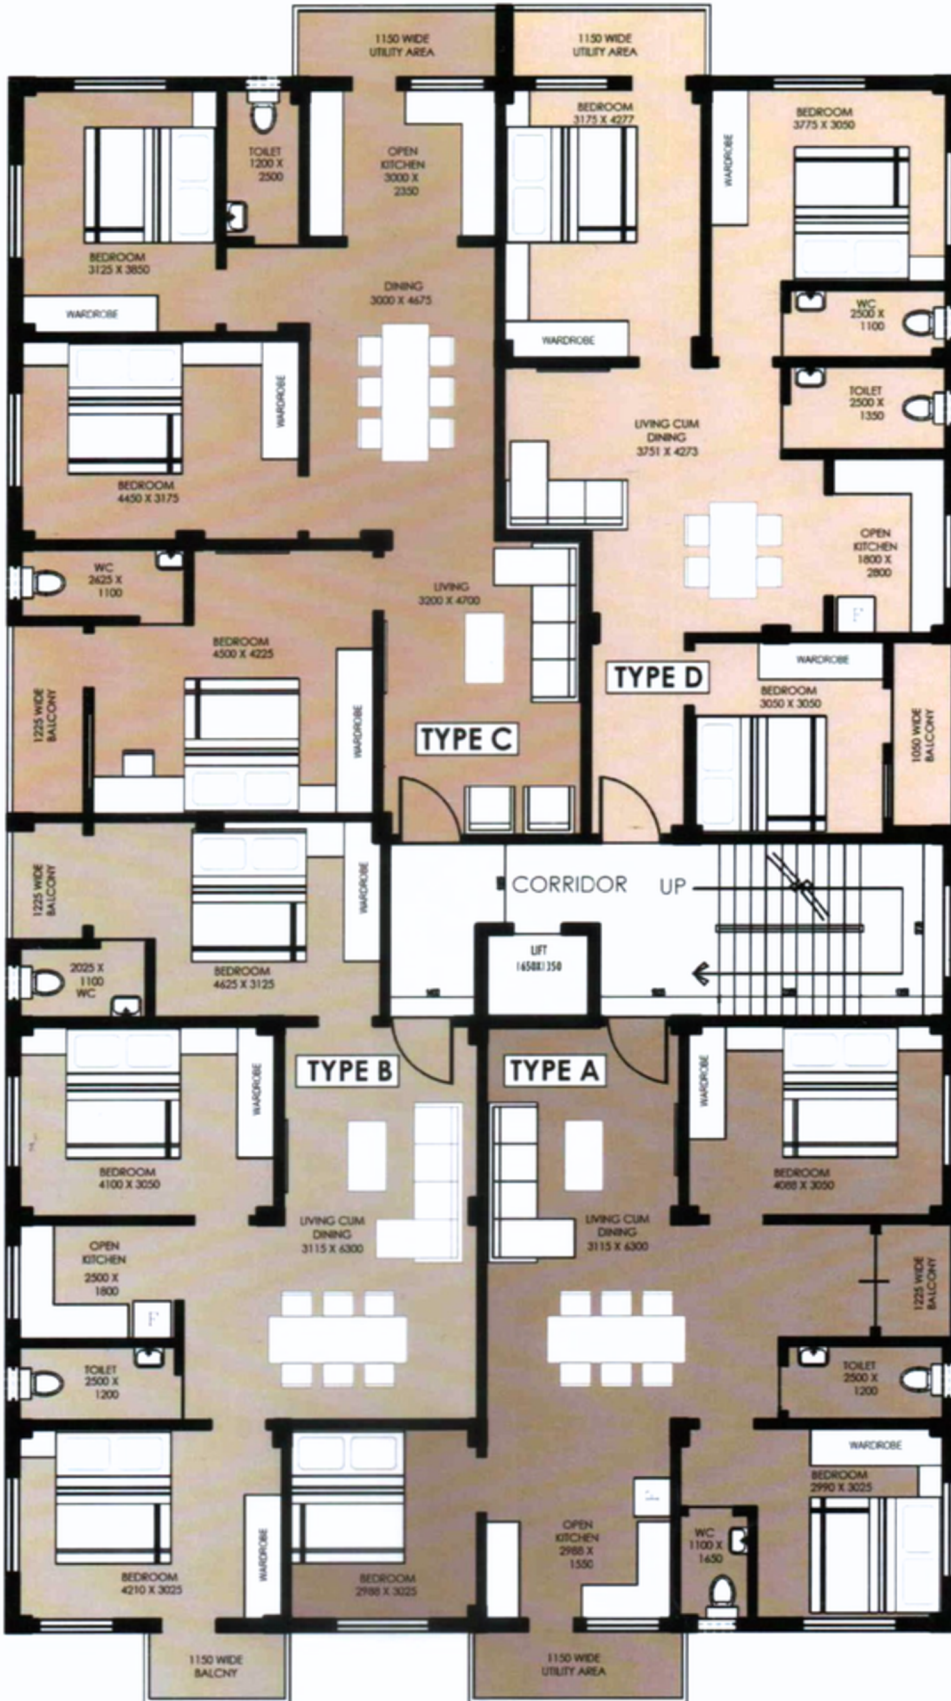 1150 WIDE
UTILITY AREA
1150 WIDE
UTILITY AREA
BEDROOM
3125 X 3850
WARDROBE
TOILET
1200 X
2500
OPEN
KITCHEN
3000 X
2350
DINING
3000 X 4675
BEDROOM
3175 X 4277
WARDROBE
WARDROBE
BEDROOM
3775 X 3050
WC
2500 X
1100
TOILET
2500 X
1350
BEDROOM
4450 X 3175
WARDROBE
LIVING CUM
DINING
3751 X 4273
OPEN
KITCHEN
1800 X
2800
F
WC
2625 X
1100
LIVING
3200 X 4700
BEDROOM
4500 X 4225
WARDROBE
1225 WIDE
BALCONY
TYPE C
TYPE D
WARDROBE
BEDROOM
3050 X 3050
1050 WIDE
BALCONY
1225 WIDE
BALCONY
WARDROBE
BEDROOM
4625 X 3125
2025 X
1100
WC
CORRIDOR
UP
LIFT
1650X1350
TYPE B
TYPE A
WARDROBE
BEDROOM
4100 X 3050
WARDROBE
BEDROOM
4088 X 3050
LIVING CUM
DINING
3115 X 6300
LIVING CUM
DINING
3115 X 6300
OPEN
KITCHEN
2500 X
1800
F
1225 WIDE
BALCONY
TOILET
2500 X
1200
TOILET
2500 X
1200
BEDROOM
4210 X 3025
WARDROBE
BEDROOM
2988 X 3025
OPEN
KITCHEN
2988 X
1550
F
WC
1100 X
1650
WARDROBE
BEDROOM
2990 X 3025
1150 WIDE
BALCNY
1150 WIDE
UTILITY AREA